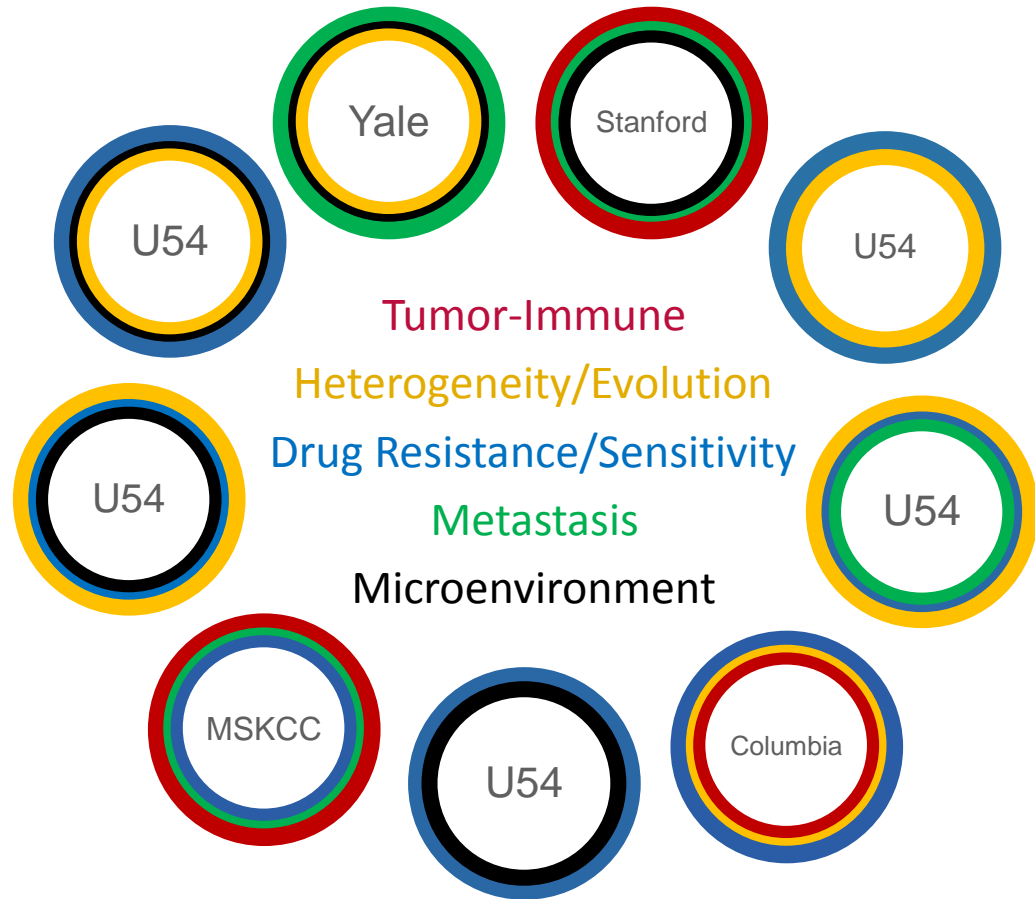 Yale
Stanford
U54
U54
Tumor-Immune
Heterogeneity/Evolution
Drug Resistance/Sensitivity
Metastasis
Microenvironment
U54
U54
MSKCC
U54
Columbia